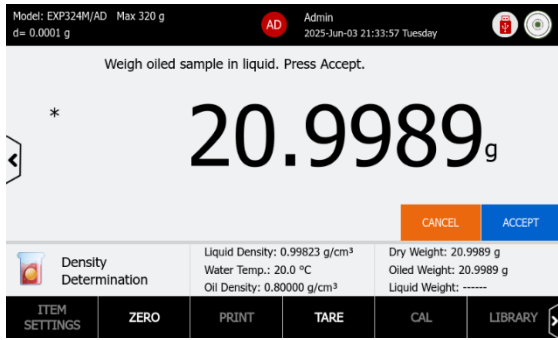 Model: EXP324M/AD Max 320 g
d= 0.0001 g
AD
Admin
2025-Jun-03 21:33:57 Tuesday
Weigh oiled sample in liquid. Press Accept.
*
20.9989 g
CANCEL
ACCEPT
Density
Determination
Liquid Density: 0.99823 g/cm³
Water Temp.: 20.0 °C
Oil Density: 0.80000 g/cm³
Dry Weight: 20.9989 g
Oiled Weight: 20.9989 g
Liquid Weight: ------
ITEM
SETTINGS
ZERO
PRINT
TARE
CAL
LIBRARY